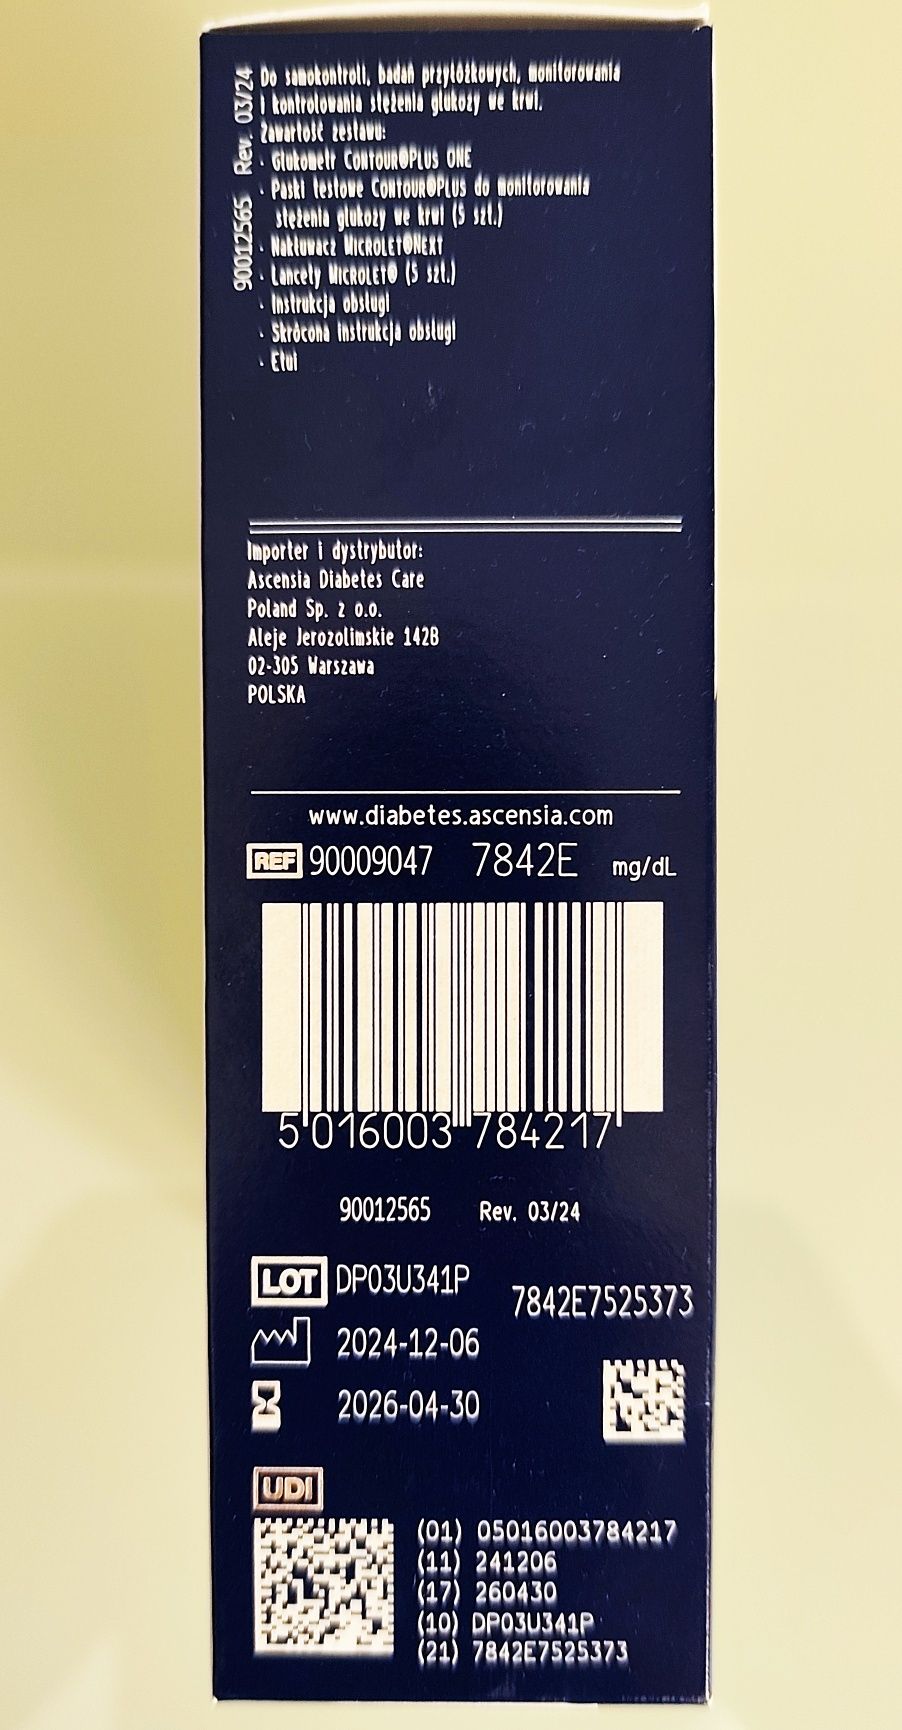 90012565 Rev. 03/24
Do samokontroli, badań przyłóżkowych, monitorowania
i kontrolowania stężenia glukozy we krwi.
Zawartość zestawu:
· Glukometr CONTOUR®PLUS ONE
· Paski testowe CONTOUR®PLUS do monitorowania
stężenia glukozy we krwi (5 szt.)
· Nakłuwacz MICROLET®NEXT
· Lancety MICROLET® (5 szt.)
· Instrukcja obsługi
· Skrócona instrukcja obsługi
· Etui
Importer i dystrybutor:
Ascensia Diabetes Care
Poland Sp. z o.o.
Aleje Jerozolimskie 142B
02-305 Warszawa
POLSKA
www.diabetes.ascensia.com
REF 90009047 7842E mg/dL
5 016003 784217
90012565 Rev. 03/24
LOT DP03U341P
7842E7525373
2024-12-06
2026-04-30
UDI
(01) 05016003784217
(11) 241206
(17) 260430
(10) DP03U341P
(21) 7842E7525373